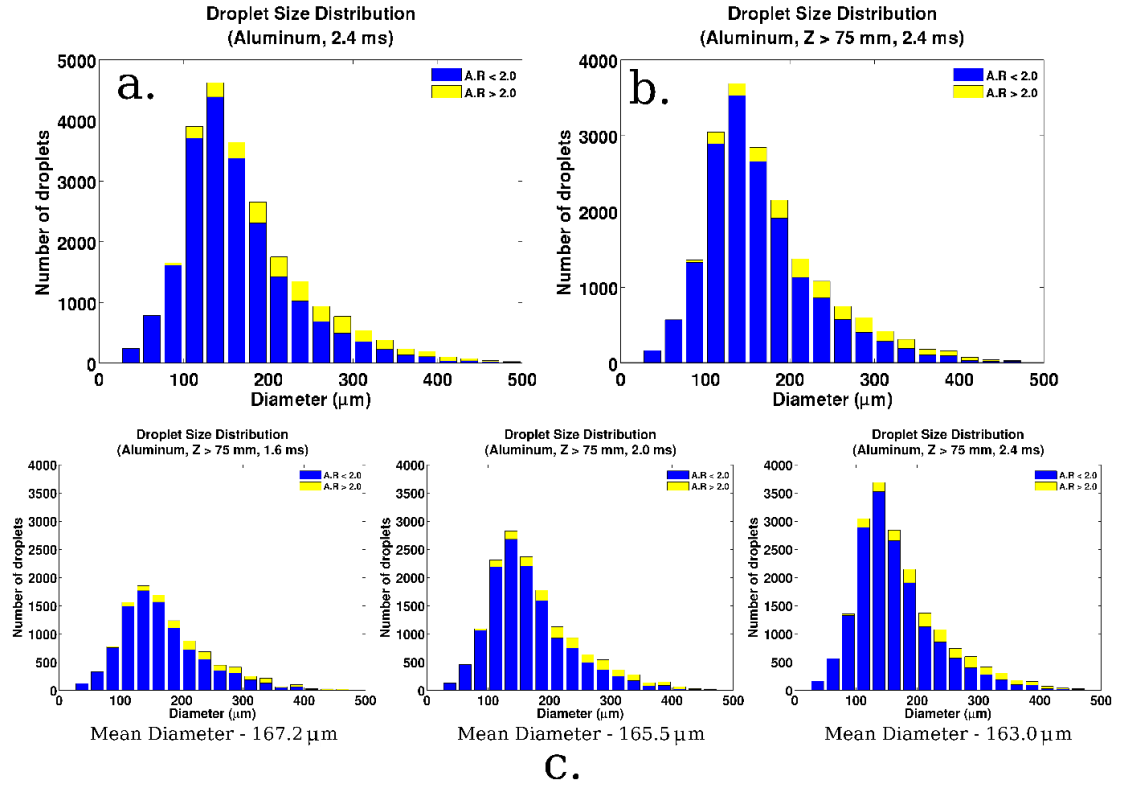 Droplet Size Distribution
(Aluminum, 2.4 ms)
a.
A.R < 2.0
A.R > 2.0
Number of droplets
5000
4000
3000
2000
1000
0
0 100 200 300 400 500
Diameter (μm)
Droplet Size Distribution
(Aluminum, Z > 75 mm, 2.4 ms)
b.
A.R < 2.0
A.R > 2.0
Number of droplets
4000
3000
2000
1000
0
0 100 200 300 400 500
Diameter (μm)
Droplet Size Distribution
(Aluminum, Z > 75 mm, 1.6 ms)
A.R < 2.0
A.R > 2.0
Number of droplets
4000
3500
3000
2500
2000
1500
1000
500
0
0 100 200 300 400 500
Diameter (μm)
Mean Diameter - 167.2 μm
Droplet Size Distribution
(Aluminum, Z > 75 mm, 2.0 ms)
A.R < 2.0
A.R > 2.0
Number of droplets
4000
3500
3000
2500
2000
1500
1000
500
0
0 100 200 300 400 500
Diameter (μm)
Mean Diameter - 165.5 μm
Droplet Size Distribution
(Aluminum, Z > 75 mm, 2.4 ms)
A.R < 2.0
A.R > 2.0
Number of droplets
4000
3500
3000
2500
2000
1500
1000
500
0
0 100 200 300 400 500
Diameter (μm)
Mean Diameter - 163.0 μm
c.